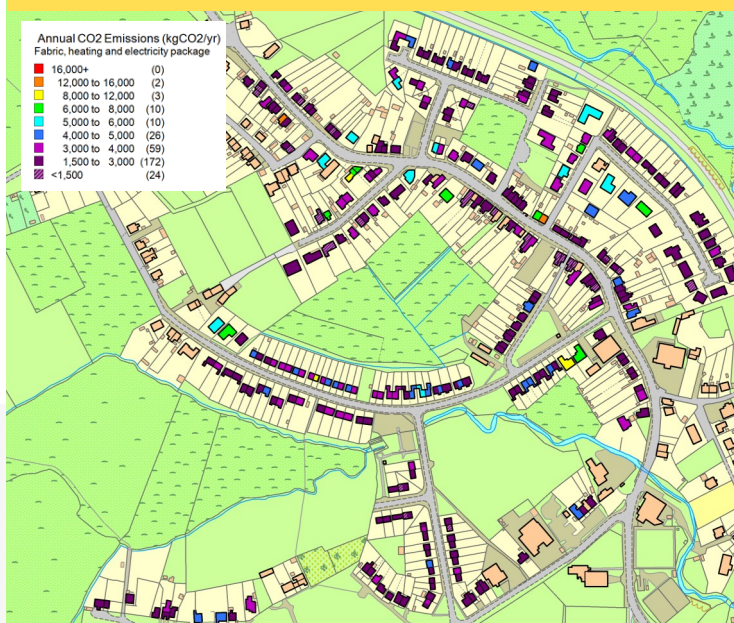 Annual CO2 Emissions (kgCO2/yr)
Fabric, heating and electricity package
16,000+ (0)
12,000 to 16,000 (2)
8,000 to 12,000 (3)
6,000 to 8,000 (10)
5,000 to 6,000 (10)
4,000 to 5,000 (26)
3,000 to 4,000 (59)
1,500 to 3,000 (172)
<1,500 (24)